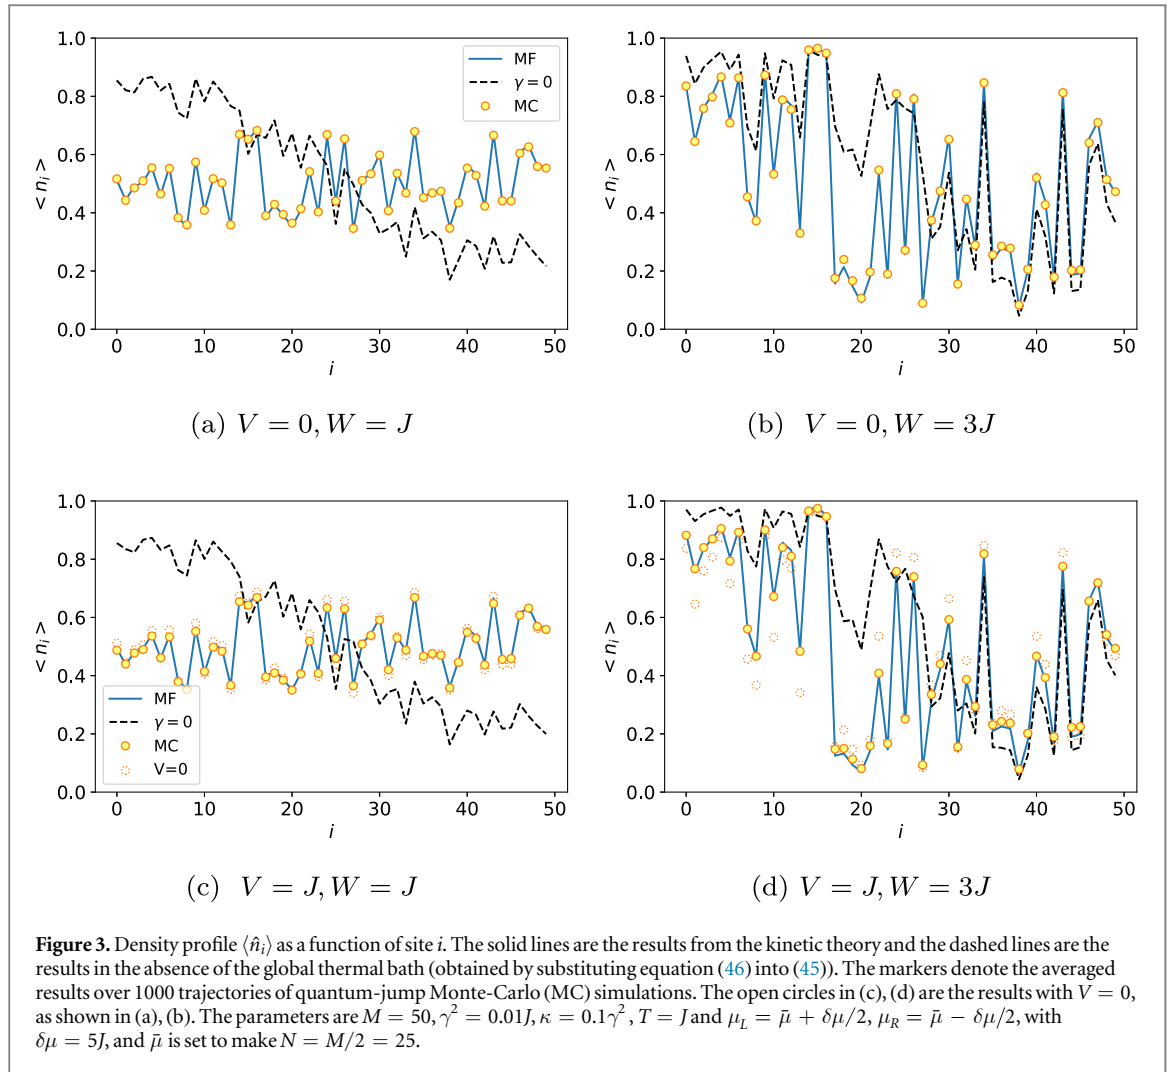 1.0
0.8
0.6
0.4
0.2
0.0
< n_i >
0 10 20 30 40 50
i
MF
γ = 0
MC
(a) V = 0, W = J
1.0
0.8
0.6
0.4
0.2
0.0
< n_i >
0 10 20 30 40 50
i
(b) V = 0, W = 3J
1.0
0.8
0.6
0.4
0.2
0.0
< n_i >
MF
γ = 0
MC
V=0
0 10 20 30 40 50
i
(c) V = J, W = J
1.0
0.8
0.6
0.4
0.2
0.0
< n_i >
0 10 20 30 40 50
i
(d) V = J, W = 3J
Figure 3. Density profile ⟨n̂_i⟩ as a function of site i. The solid lines are the results from the kinetic theory and the dashed lines are the
results in the absence of the global thermal bath (obtained by substituting equation (46) into (45)). The markers denote the averaged
results over 1000 trajectories of quantum-jump Monte-Carlo (MC) simulations. The open circles in (c), (d) are the results with V = 0,
as shown in (a), (b). The parameters are M = 50, γ² = 0.01J, κ = 0.1γ², T = J and μ_L = μ̄ + δμ/2, μ_R = μ̄ − δμ/2, with
δμ = 5J, and μ̄ is set to make N = M/2 = 25.